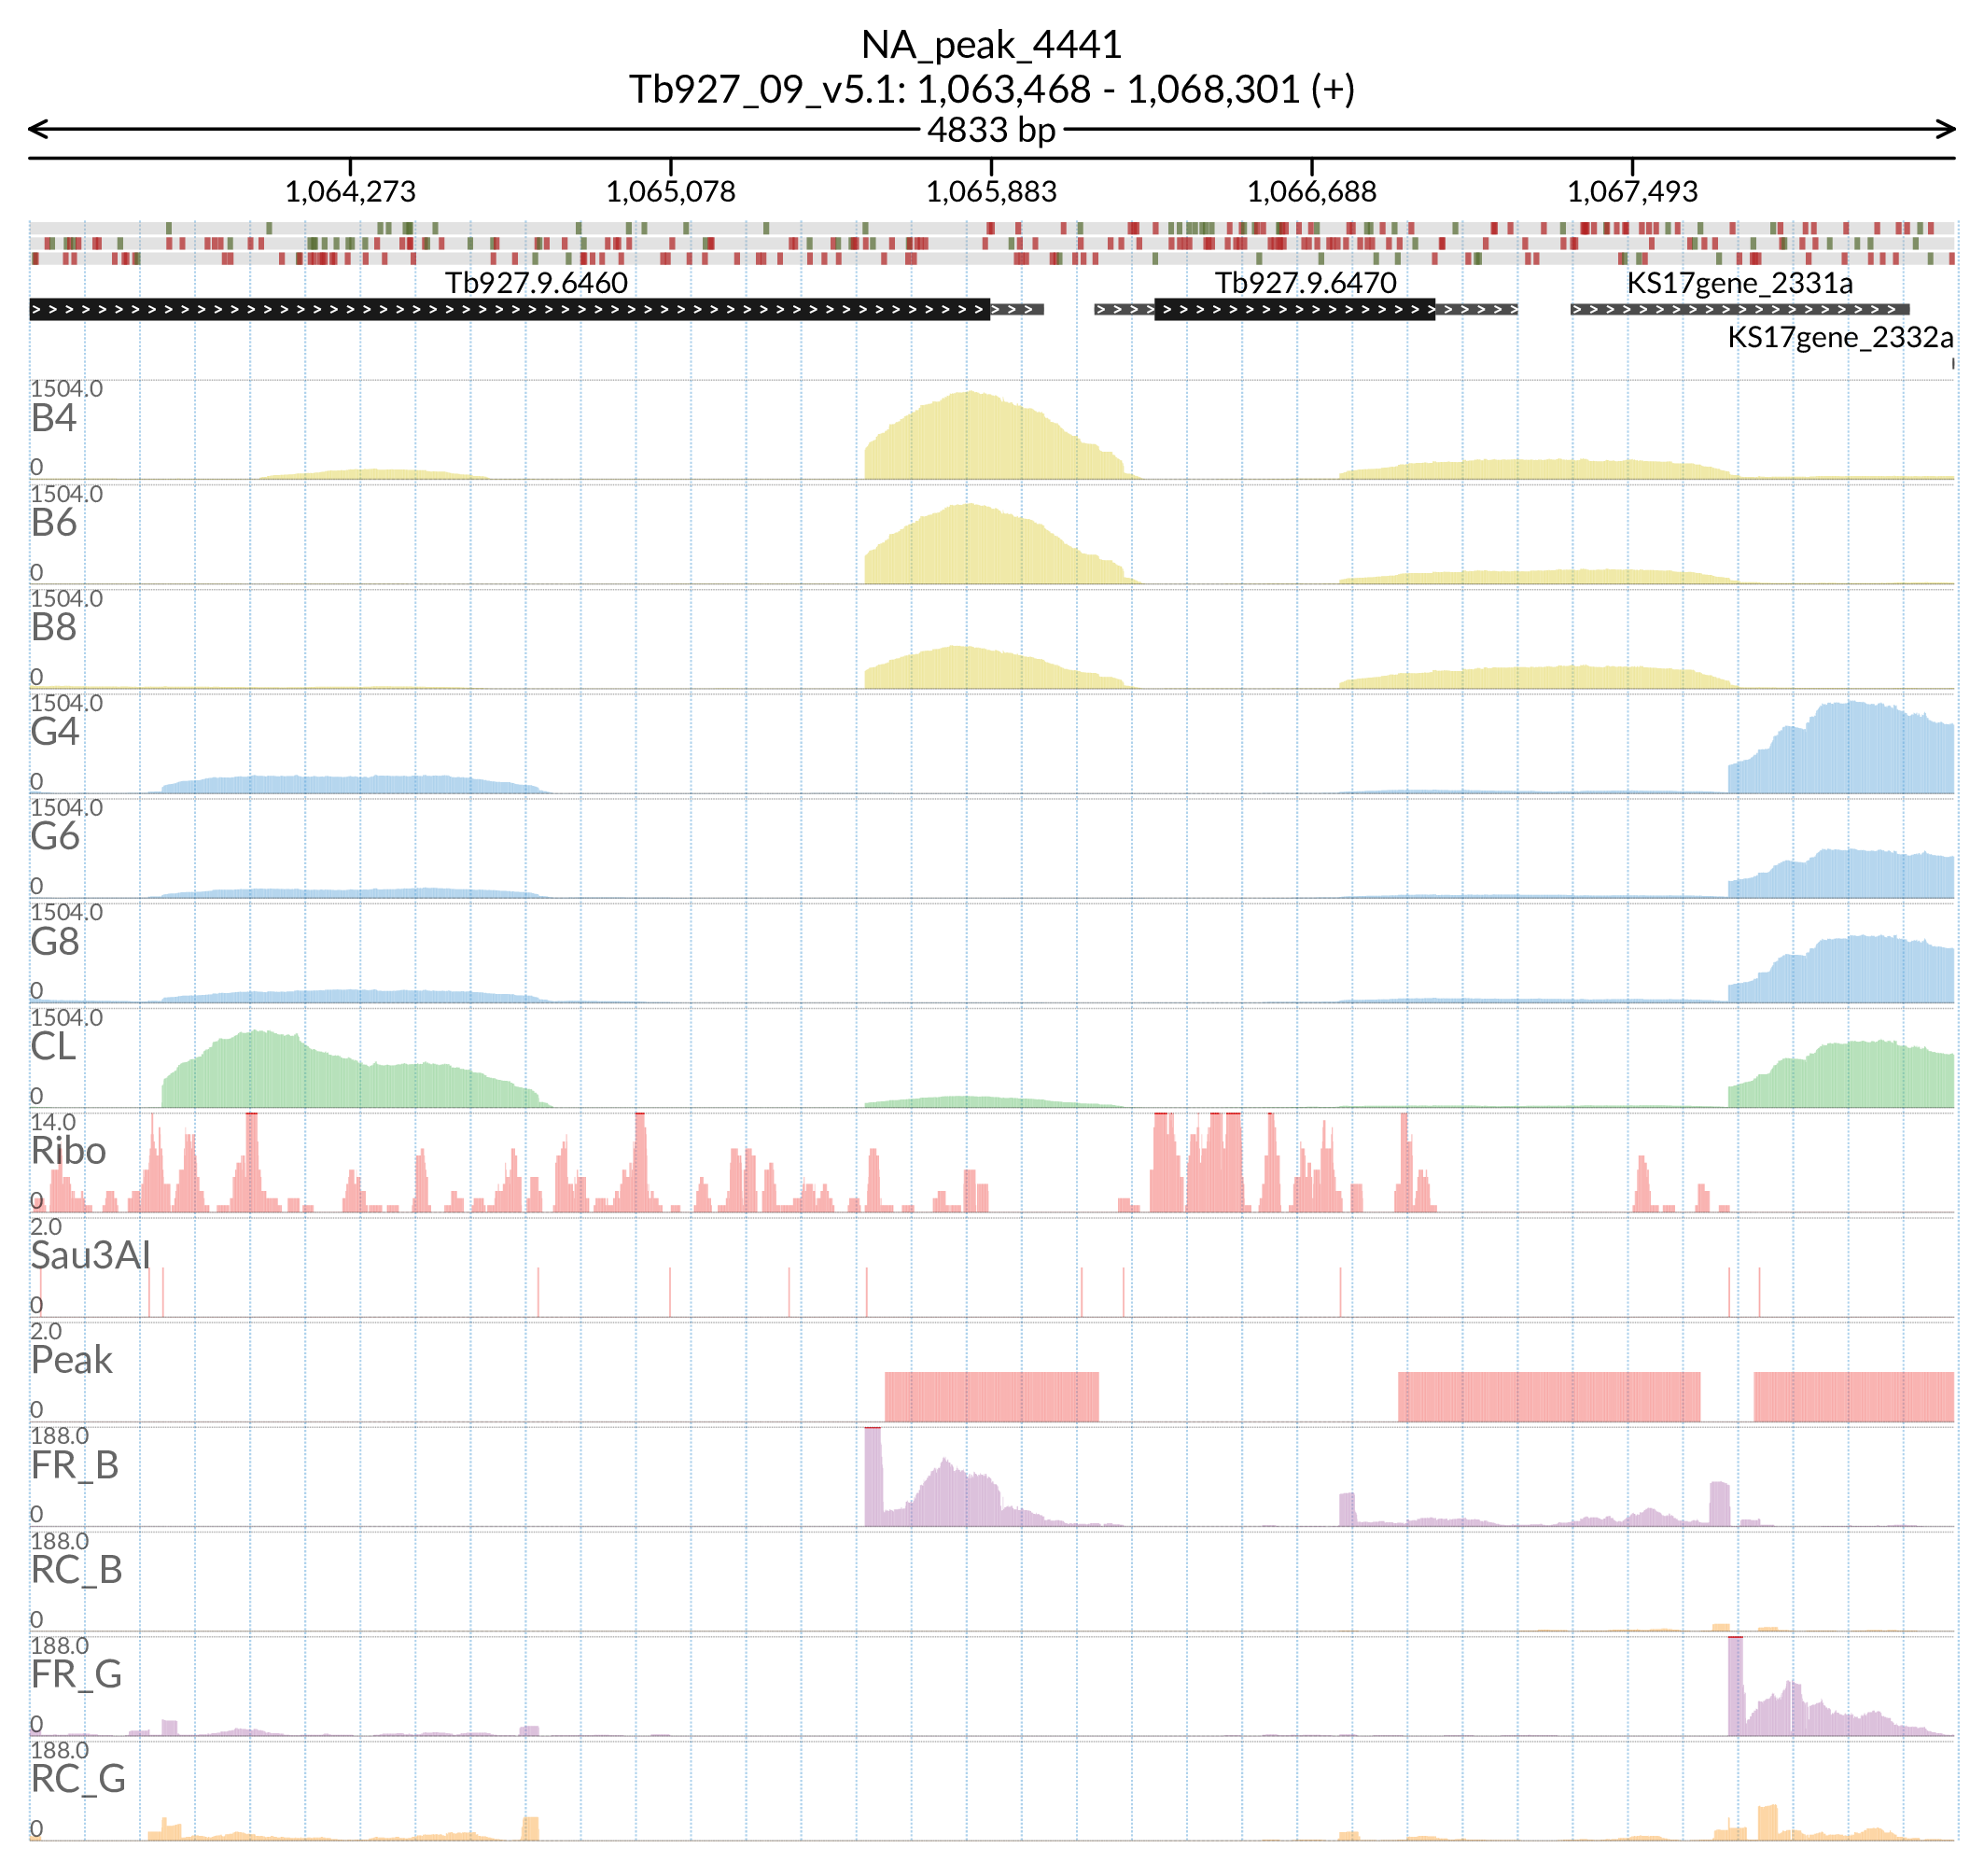 NA_peak_4441
Tb927_09_v5.1: 1,063,468 - 1,068,301 (+)
4833 bp
1,064,273 1,065,078 1,065,883 1,066,688 1,067,493
Tb927.9.6460 Tb927.9.6470 KS17gene_2331a
KS17gene_2332a
1504.0
B4
0
1504.0
B6
0
1504.0
B8
0
1504.0
G4
0
1504.0
G6
0
1504.0
G8
0
1504.0
CL
0
14.0
Ribo
0
2.0
Sau3AI
0
2.0
Peak
0
188.0
FR_B
0
188.0
RC_B
0
188.0
FR_G
0
188.0
RC_G
0